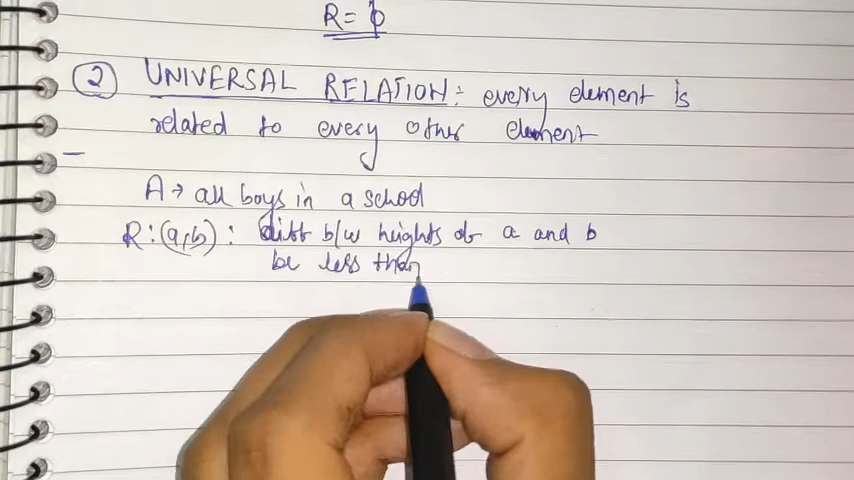 R = ϕ
② UNIVERSAL RELATION : every element is
related to every other element
A → all boys in a school
R : (a,b) : diff b/w heights of a and b
be less than